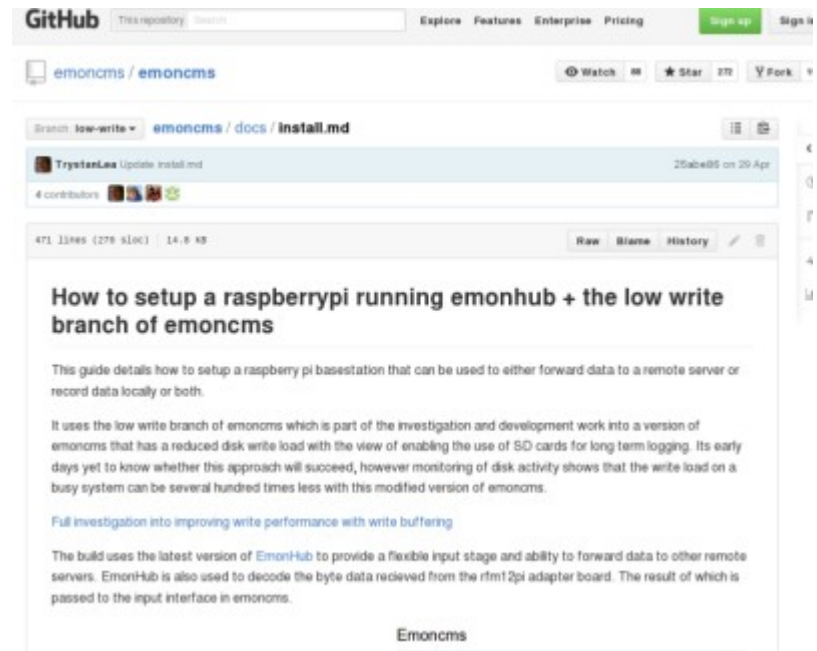 GitHub This repository Search Explore Features Enterprise Pricing Sign up Sign in
emoncms / emoncms Watch 88 Star 272 Fork
Branch: low-write emoncms / docs / install.md
TrystanLea Update install.md 25abe86 on 29 Apr
4 contributors
471 lines (278 sloc) 14.8 KB Raw Blame History
How to setup a raspberrypi running emonhub + the low write
branch of emoncms
This guide details how to setup a raspberry pi basestation that can be used to either forward data to a remote server or
record data locally or both.
It uses the low write branch of emoncms which is part of the investigation and development work into a version of
emoncms that has a reduced disk write load with the view of enabling the use of SD cards for long term logging. Its early
days yet to know whether this approach will succeed, however monitoring of disk activity shows that the write load on a
busy system can be several hundred times less with this modified version of emoncms.
Full investigation into improving write performance with write buffering
The build uses the latest version of EmonHub to provide a flexible input stage and ability to forward data to other remote
servers. EmonHub is also used to decode the byte data recieved from the rfm12pi adapter board. The result of which is
passed to the input interface in emoncms.
Emoncms